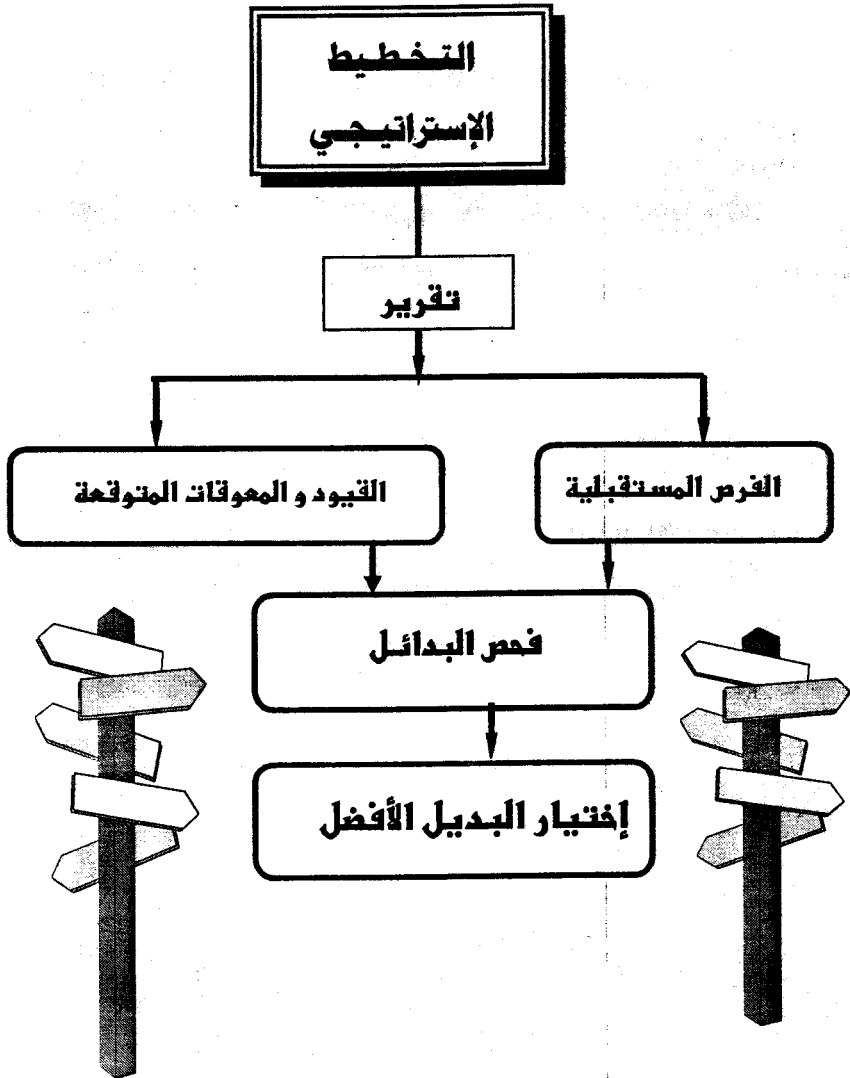 التخطيط
الإستراتيجي
تقرير
الفرص المستقبلية
القيود و المعوقات المتوقعة
فحص البدائل
إختيار البديل الأفضل